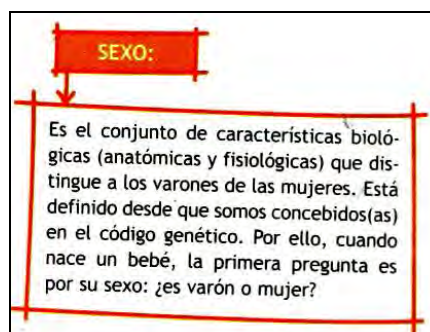 SEXO:
Es el conjunto de características bioló-
gicas (anatómicas y fisiológicas) que dis-
tingue a los varones de las mujeres. Está
definido desde que somos concebidos(as)
en el código genético. Por ello, cuando
nace un bebé, la primera pregunta es
por su sexo: ¿es varón o mujer?